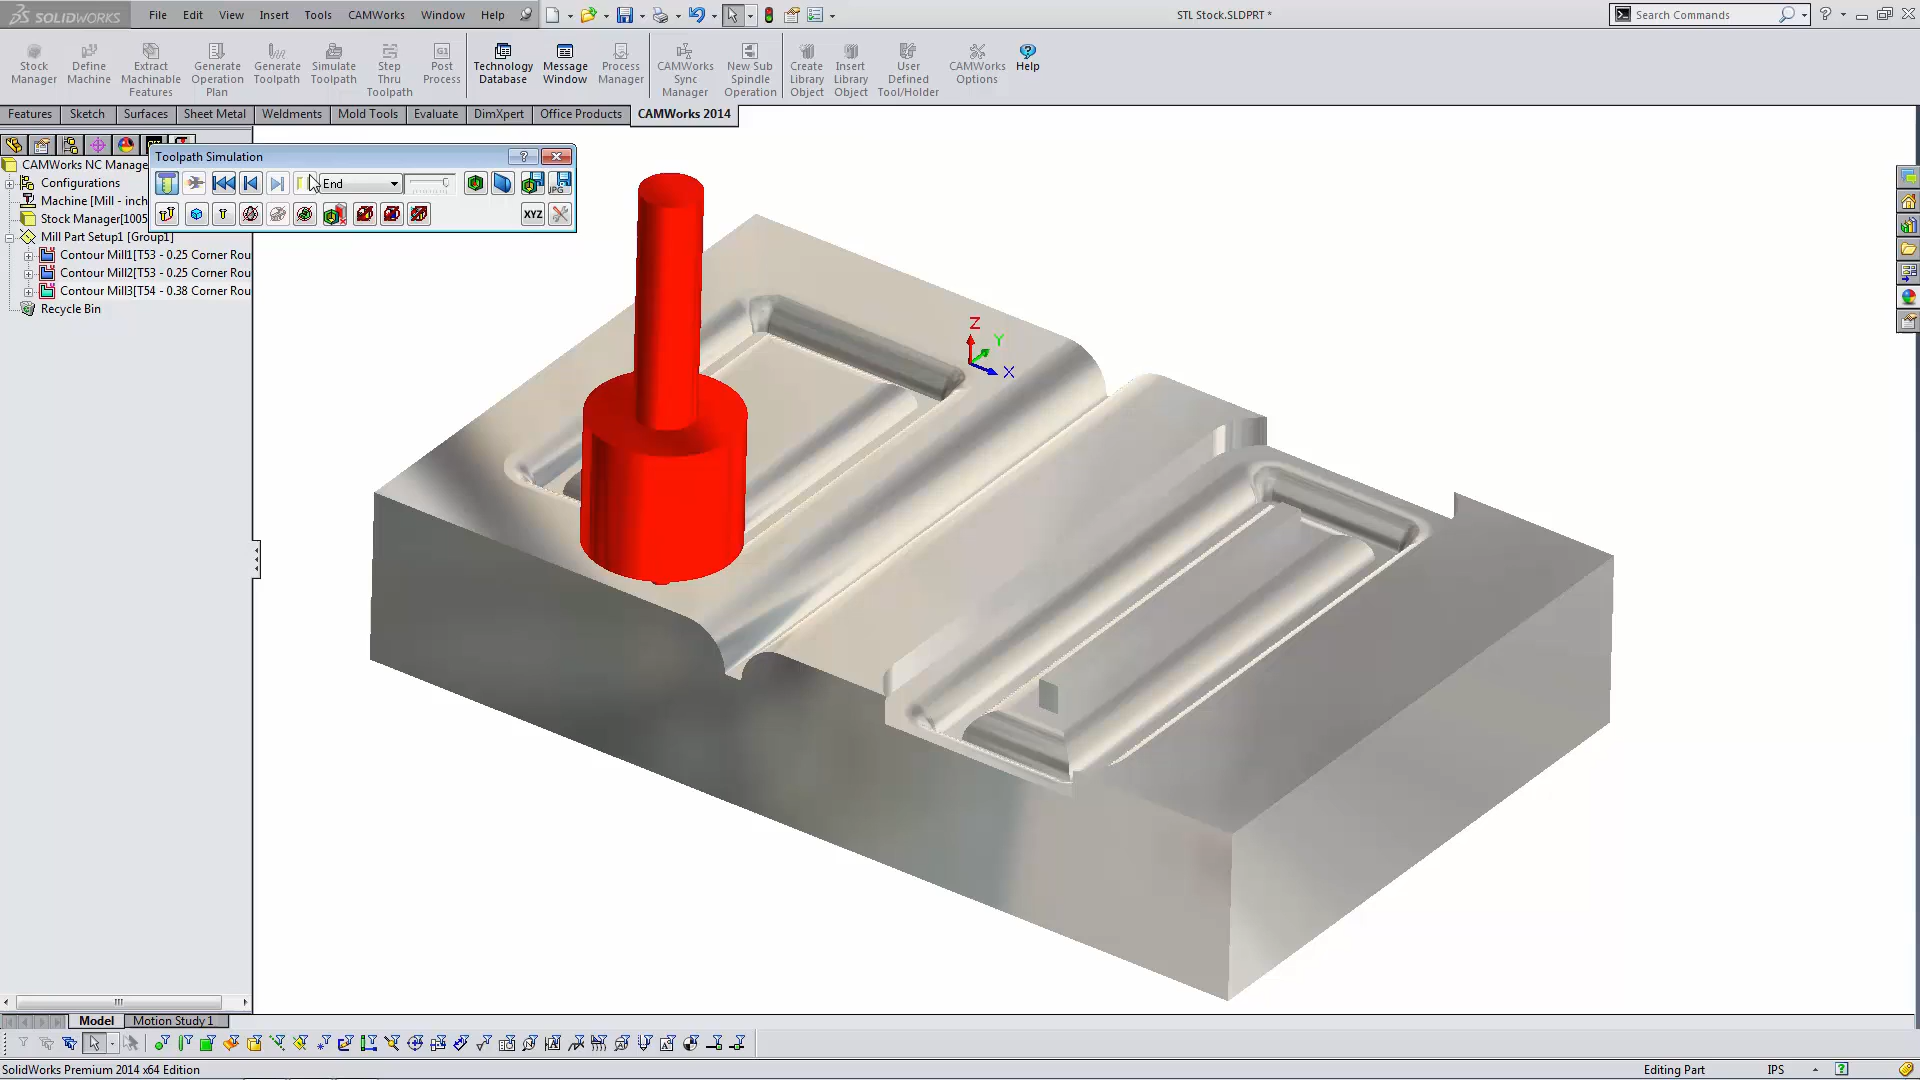 SOLIDWORKS File Edit View Insert Tools CAMWorks Window Help STL Stock.SLDPRT * Search Commands
Stock Manager
Define Machine
Extract Machinable Features
Generate Operation Plan
Generate Toolpath
Simulate Toolpath
Step Thru Toolpath
G1
Post Process
Technology Database
Message Window
Process Manager
CAMWorks Sync Manager
New Sub Spindle Operation
Create Library Object
Insert Library Object
User Defined Tool/Holder
CAMWorks Options
Help
Features Sketch Surfaces Sheet Metal Weldments Mold Tools Evaluate DimXpert Office Products CAMWorks 2014
Toolpath Simulation
End
JPG
XYZ
CAMWorks NC Manage
Configurations
Machine [Mill - inch
Stock Manager[1005
Mill Part Setup1 [Group1]
Contour Mill1[T53 - 0.25 Corner Rou
Contour Mill2[T53 - 0.25 Corner Rou
Contour Mill3[T54 - 0.38 Corner Rou
Recycle Bin
Z
Y
X
Model Motion Study 1
SolidWorks Premium 2014 x64 Edition Editing Part IPS